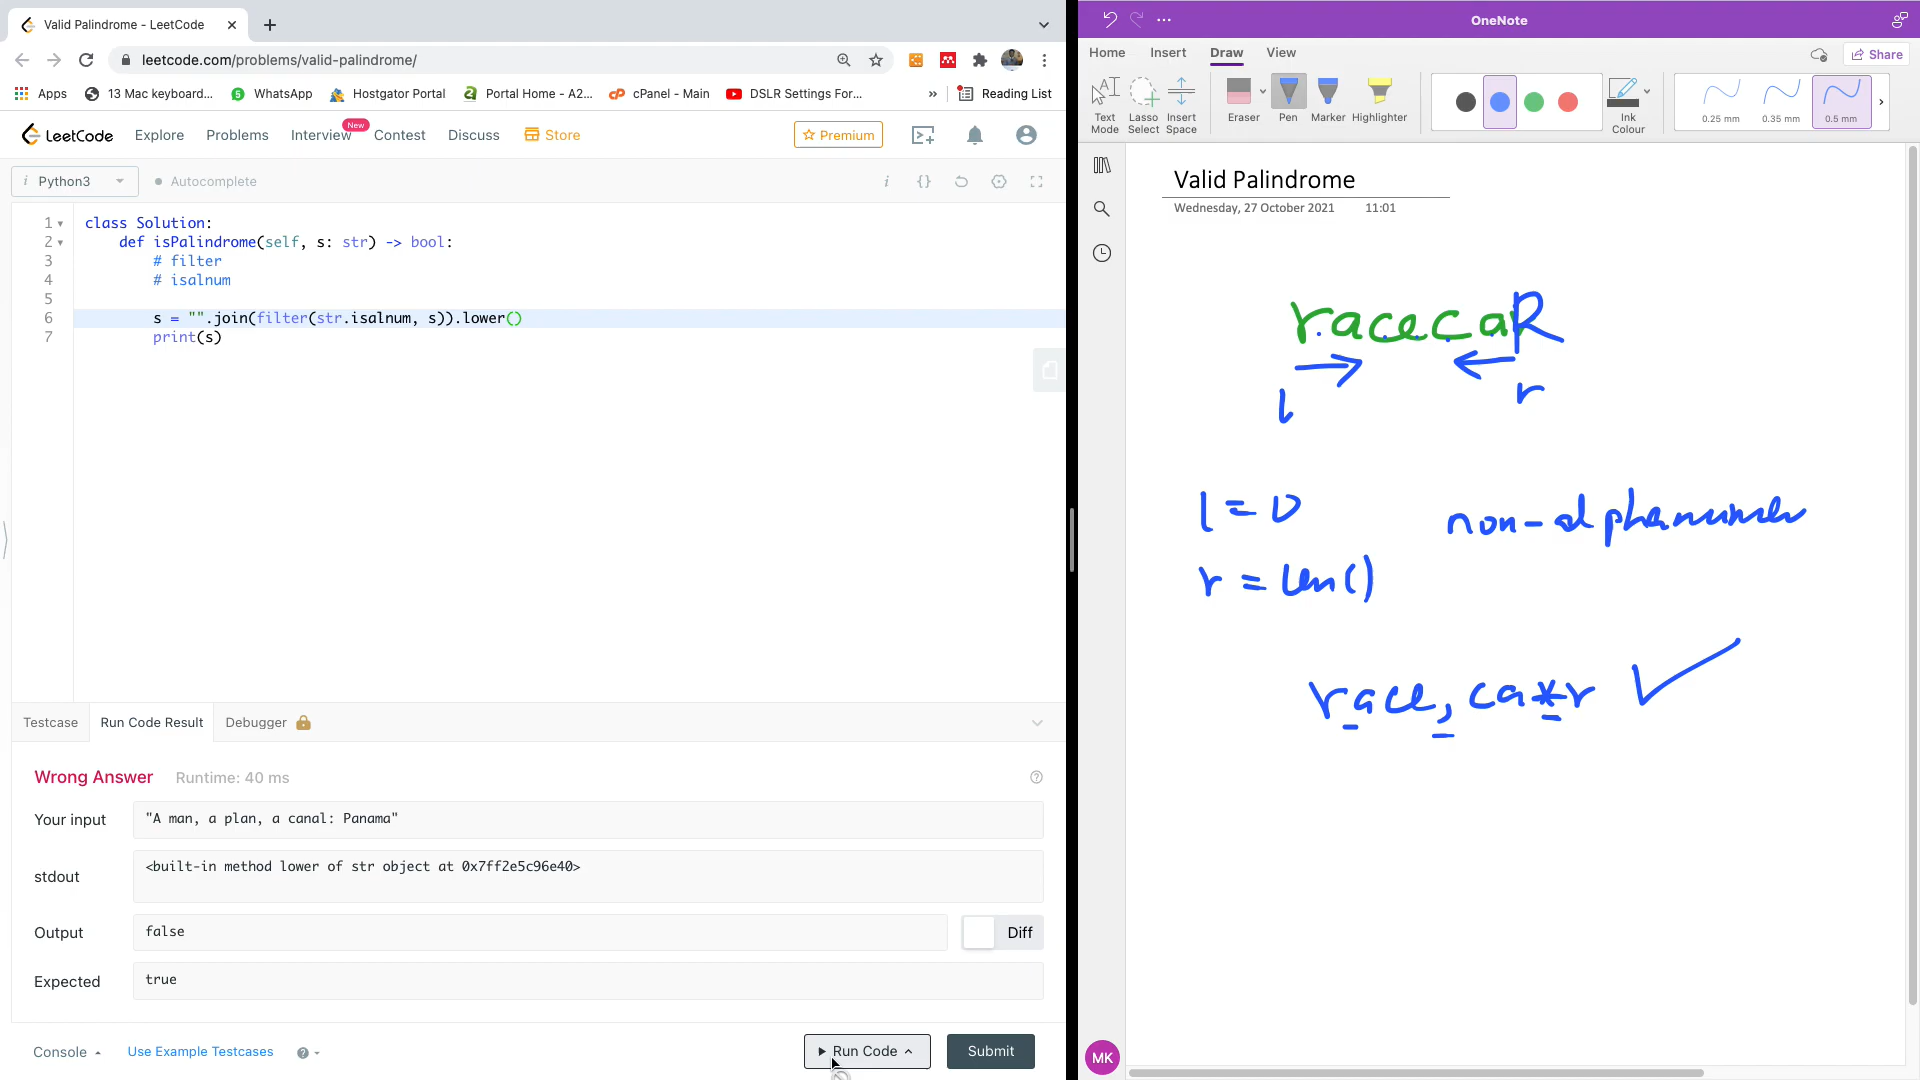 Valid Palindrome - LeetCode
leetcode.com/problems/valid-palindrome/
Apps 13 Mac keyboard... WhatsApp Hostgator Portal Portal Home - A2... cPanel - Main DSLR Settings For... » Reading List
LeetCode Explore Problems Interview New Contest Discuss Store Premium
i Python3 Autocomplete i {}
1 class Solution:
2 def isPalindrome(self, s: str) -> bool:
3 # filter
4 # isalnum
5
6 s = "".join(filter(str.isalnum, s)).lower()
7 print(s)
Testcase Run Code Result Debugger
Wrong Answer Runtime: 40 ms
Your input "A man, a plan, a canal: Panama"
stdout <built-in method lower of str object at 0x7ff2e5c96e40>
Output false Diff
Expected true
Console Use Example Testcases Run Code Submit
OneNote
Home Insert Draw View Share
Text Mode Lasso Select Insert Space Eraser Pen Marker Highlighter Ink Colour 0.25 mm 0.35 mm 0.5 mm
Valid Palindrome
Wednesday, 27 October 2021 11:01
racecaR
l r
l = 0
r = len()
race, ca*r
MK